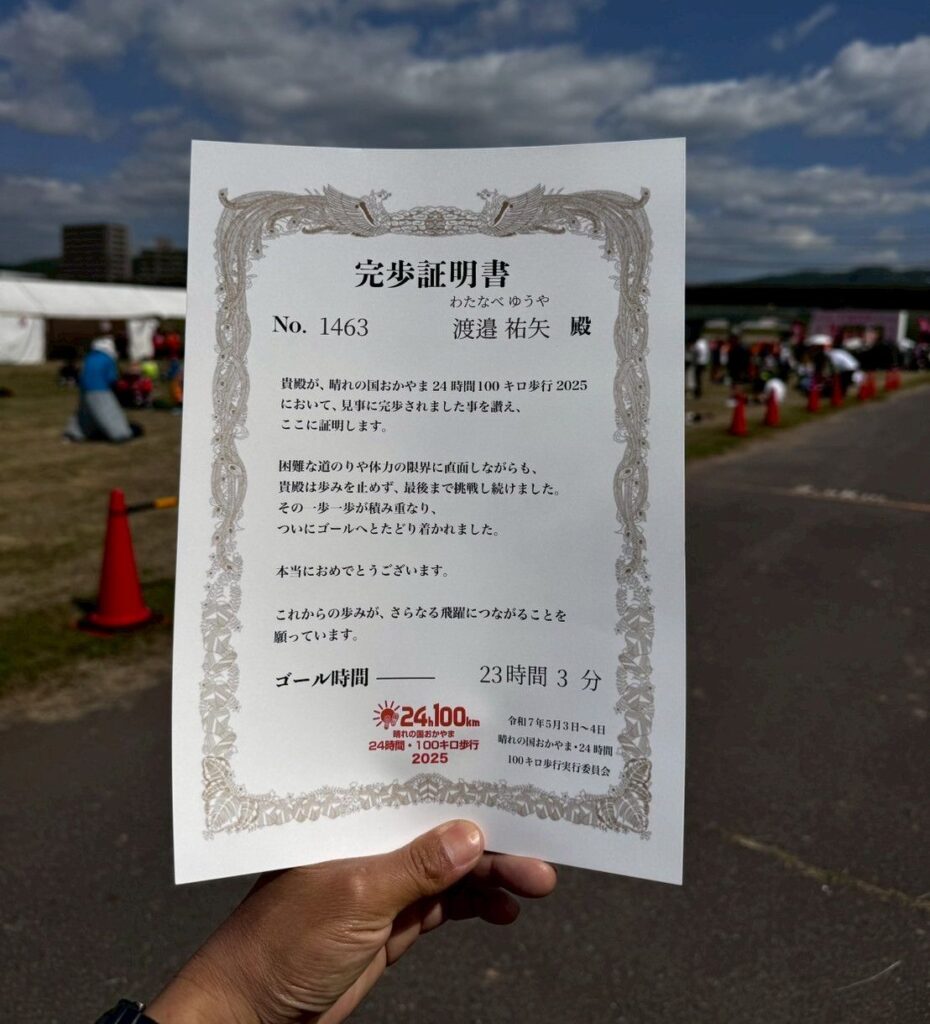 完歩証明書
わたなべ ゆうや
No. 1463 渡邉 祐矢 殿
貴殿が、晴れの国おかやま24時間100キロ歩行2025
において、見事に完歩されました事を讃え、
ここに証明します。
困難な道のりや体力の限界に直面しながらも、
貴殿は歩みを止めず、最後まで挑戦し続けました。
その一歩一歩が積み重なり、
ついにゴールへとたどり着かれました。
本当におめでとうございます。
これからの歩みが、さらなる飛躍につながることを
願っています。
ゴール時間 —— 23時間 3 分
24h100km
晴れの国おかやま
24時間・100キロ歩行
2025
令和7年5月3日〜4日
晴れの国おかやま・24時間
100キロ歩行実行委員会